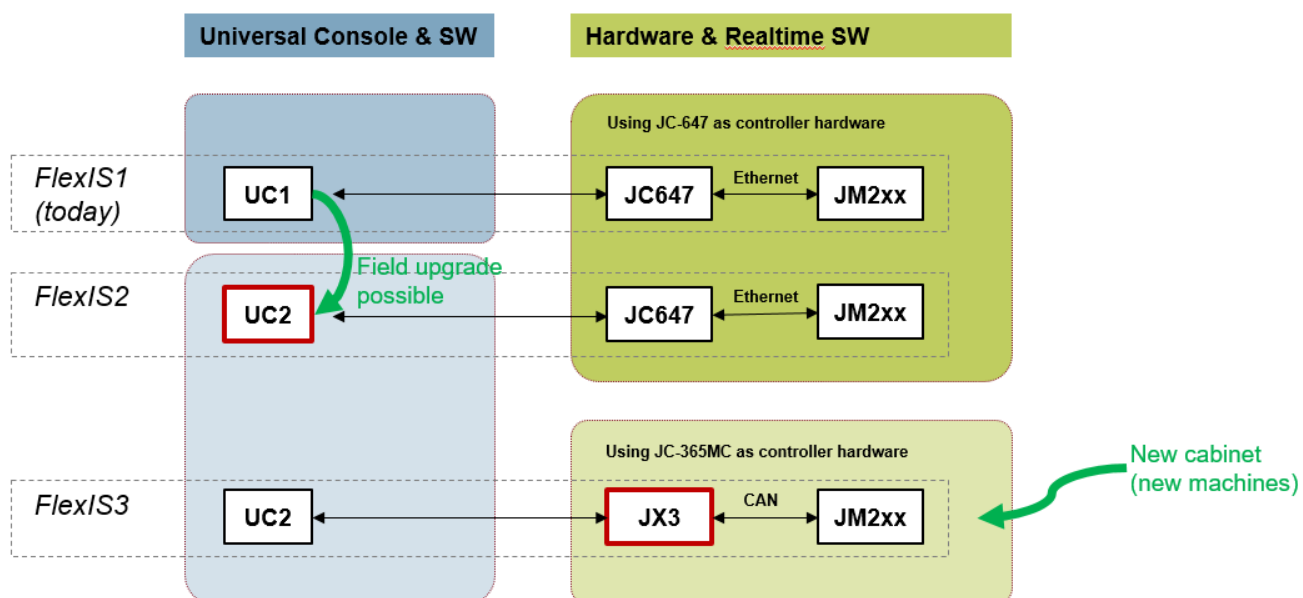 Universal Console & SW
Hardware & Realtime SW
Using JC-647 as controller hardware
FlexIS1
(today)
UC1
JC647
Ethernet
JM2xx
Field upgrade
possible
FlexIS2
UC2
JC647
Ethernet
JM2xx
Using JC-365MC as controller hardware
New cabinet
(new machines)
FlexIS3
UC2
JX3
CAN
JM2xx